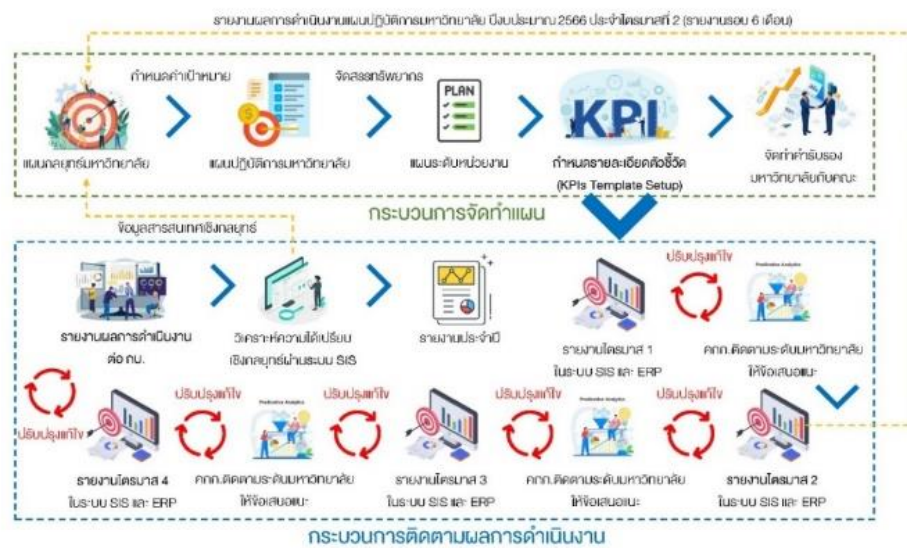 รายงานผลการดำเนินงานแผนปฏิบัติการมหาวิทยาลัย ปีงบประมาณ 2566 ประจำไตรมาสที่ 2 (รายงานรอบ 6 เดือน)
กำหนดค่าเป้าหมาย
จัดสรรทรัพยากร
PLAN
KPI
แผนกลยุทธ์มหาวิทยาลัย
แผนปฏิบัติการมหาวิทยาลัย
แผนระดับหน่วยงาน
กำหนดรายละเอียดตัวชี้วัด
(KPIs Template Setup)
จัดทำคำรับรอง
มหาวิทยาลัยกับคณะ
กระบวนการจัดทำแผน
ข้อมูลสารสนเทศเชิงกลยุทธ์
รายงานผลการดำเนินงาน
ต่อ กบ.
วิเคราะห์ความได้เปรียบ
เชิงกลยุทธ์ผ่านระบบ SIS
รายงานประจำปี
รายงานไตรมาส 1
ในระบบ SIS และ ERP
ปรับปรุงแก้ไข
Predictive Analytics
คกก.ติดตามระดับมหาวิทยาลัย
ให้ข้อเสนอแนะ
ปรับปรุงแก้ไข
รายงานไตรมาส 4
ในระบบ SIS และ ERP
ปรับปรุงแก้ไข
Predictive Analytics
คกก.ติดตามระดับมหาวิทยาลัย
ให้ข้อเสนอแนะ
ปรับปรุงแก้ไข
รายงานไตรมาส 3
ในระบบ SIS และ ERP
ปรับปรุงแก้ไข
Predictive Analytics
คกก.ติดตามระดับมหาวิทยาลัย
ให้ข้อเสนอแนะ
ปรับปรุงแก้ไข
รายงานไตรมาส 2
ในระบบ SIS และ ERP
กระบวนการติดตามผลการดำเนินงาน